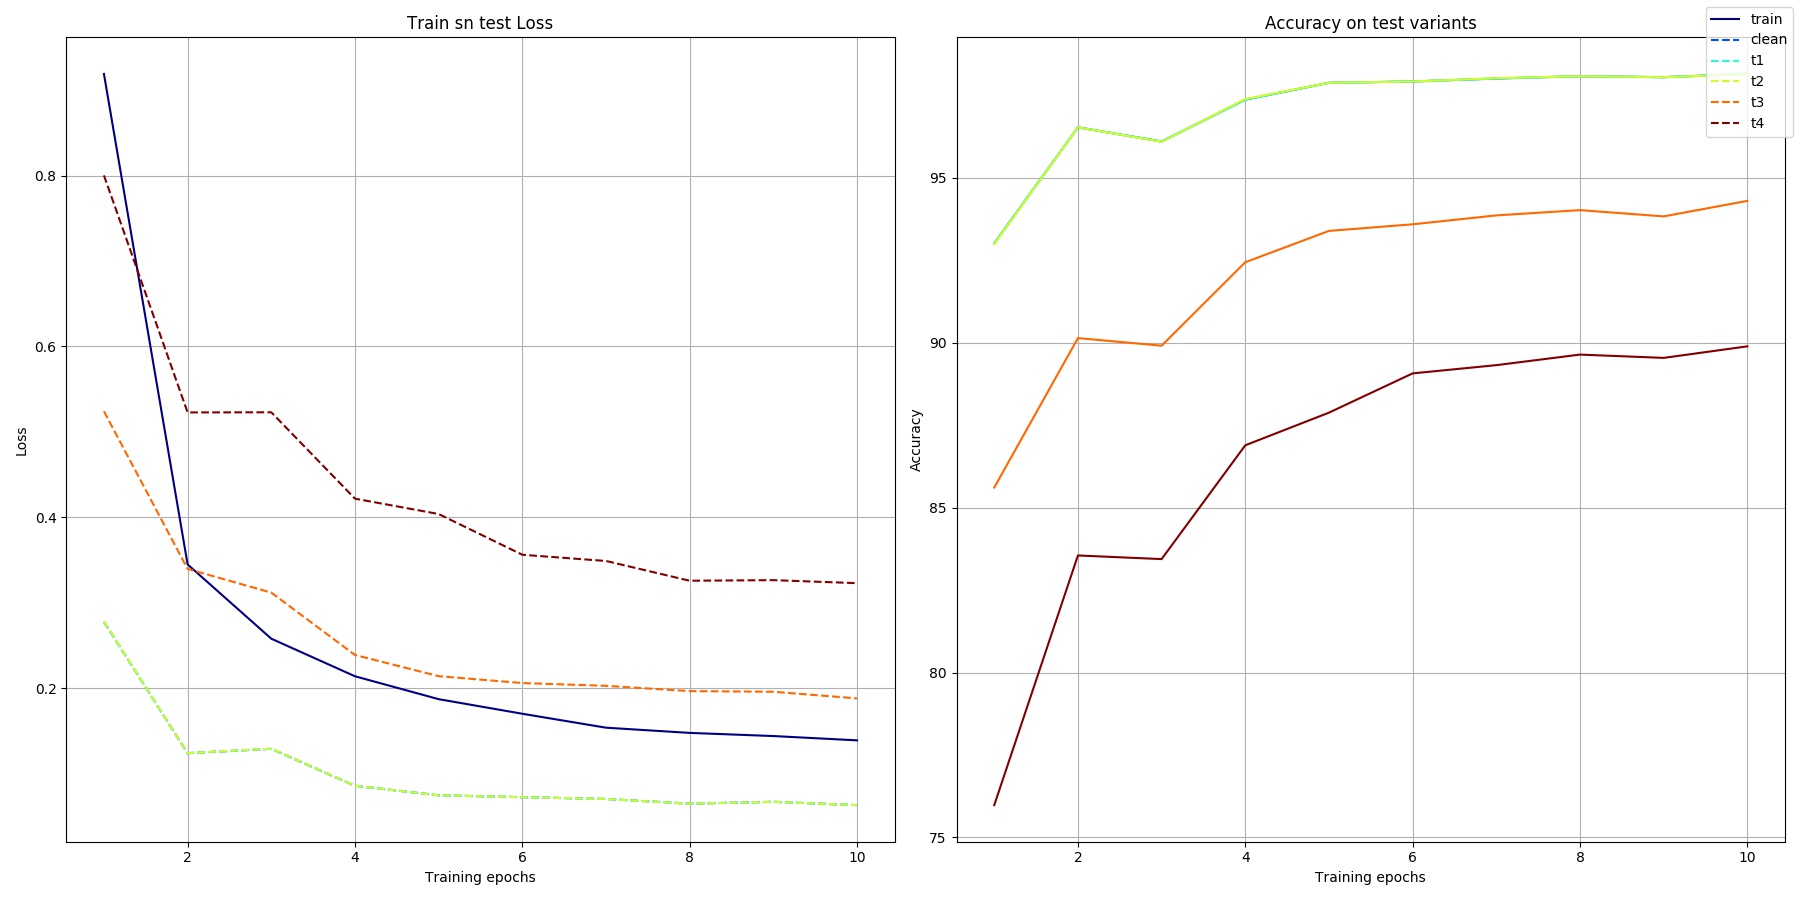 Train sn test Loss
Loss
0.8
0.6
0.4
0.2
2 4 6 8 10
Training epochs
Accuracy on test variants
Accuracy
95
90
85
80
75
2 4 6 8 10
Training epochs
train
clean
t1
t2
t3
t4